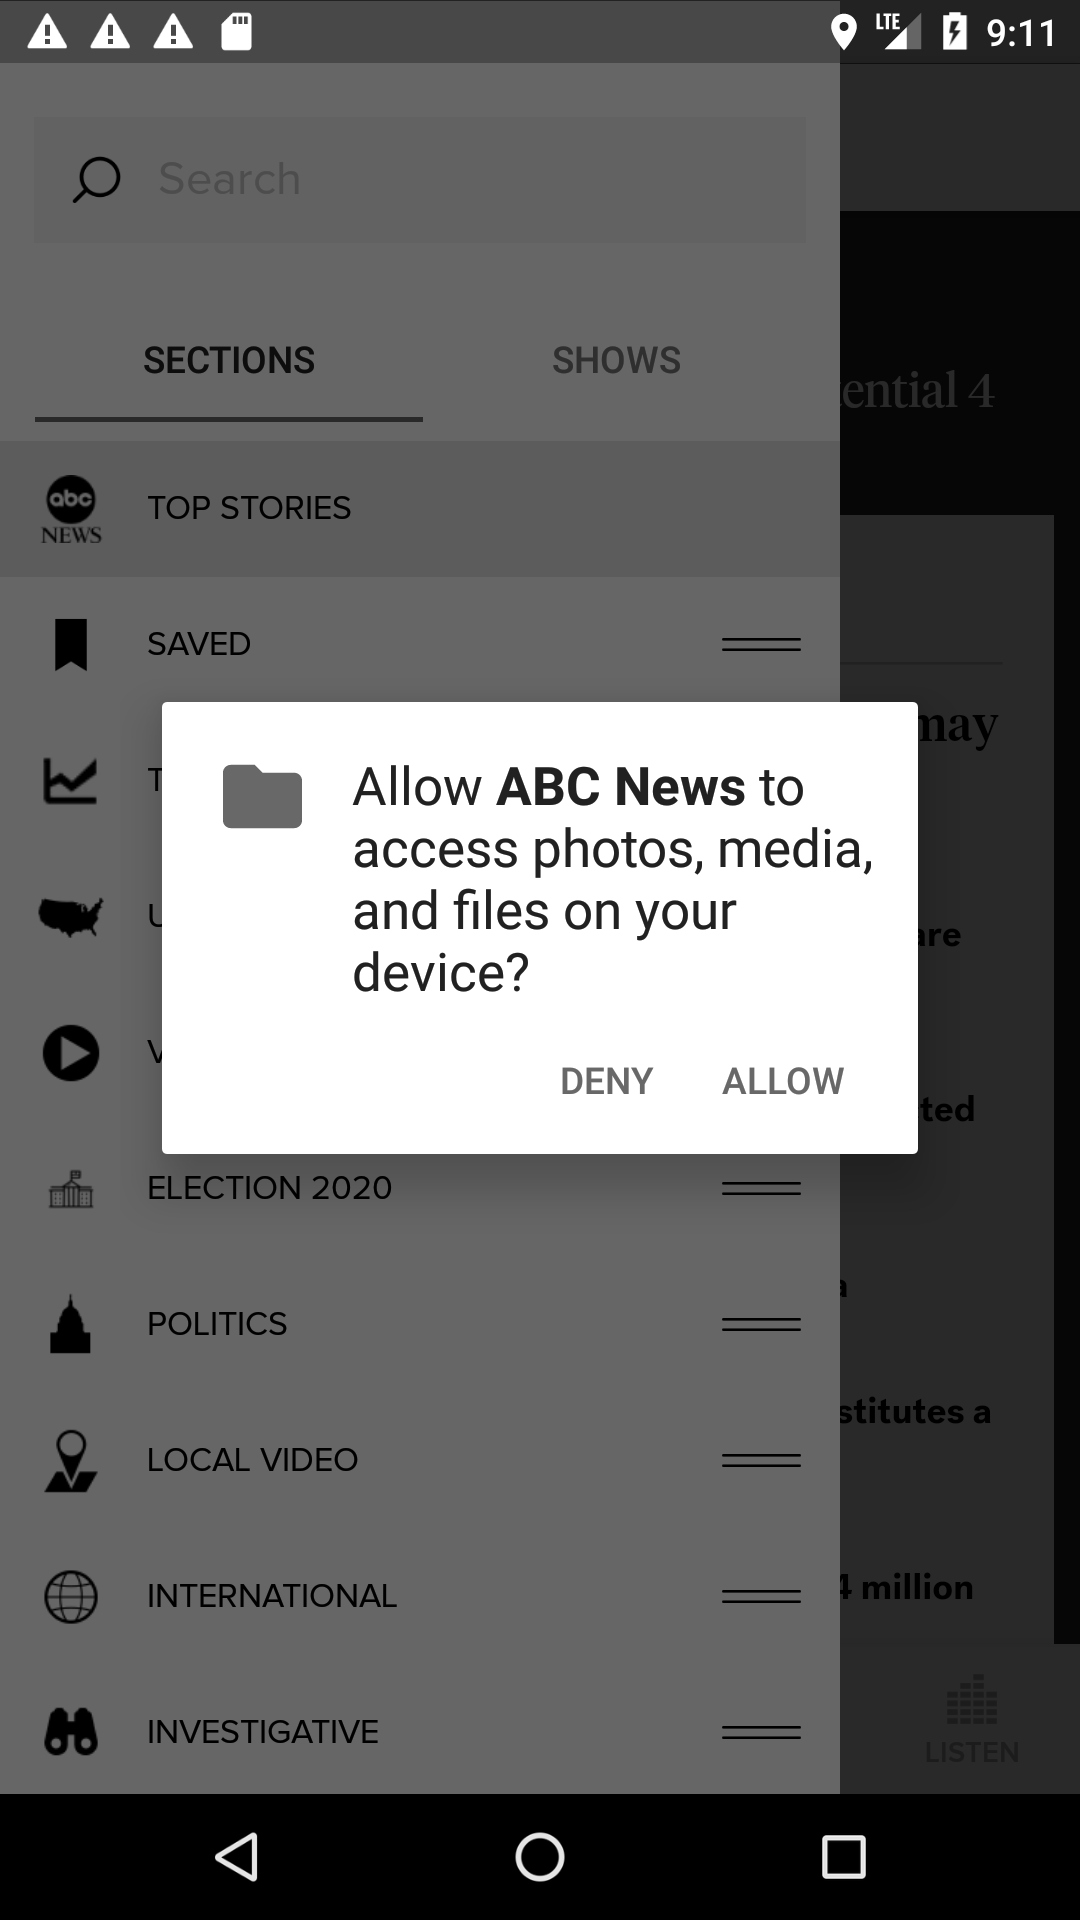 LTE 9:11
Search
SECTIONS SHOWS
ential 4
abc
NEWS
TOP STORIES
SAVED
may
Allow ABC News to
access photos, media,
and files on your
device?
are
DENY ALLOW
ted
ELECTION 2020
a
POLITICS
stitutes a
LOCAL VIDEO
4 million
INTERNATIONAL
INVESTIGATIVE
LISTEN